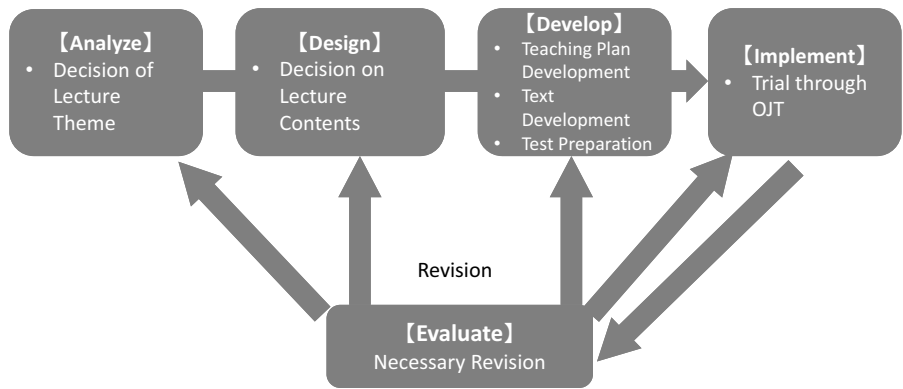 【Analyze】
• Decision of
Lecture
Theme
【Design】
• Decision on
Lecture
Contents
【Develop】
• Teaching Plan
Development
• Text
Development
• Test Preparation
【Implement】
• Trial through
OJT
Revision
【Evaluate】
Necessary Revision